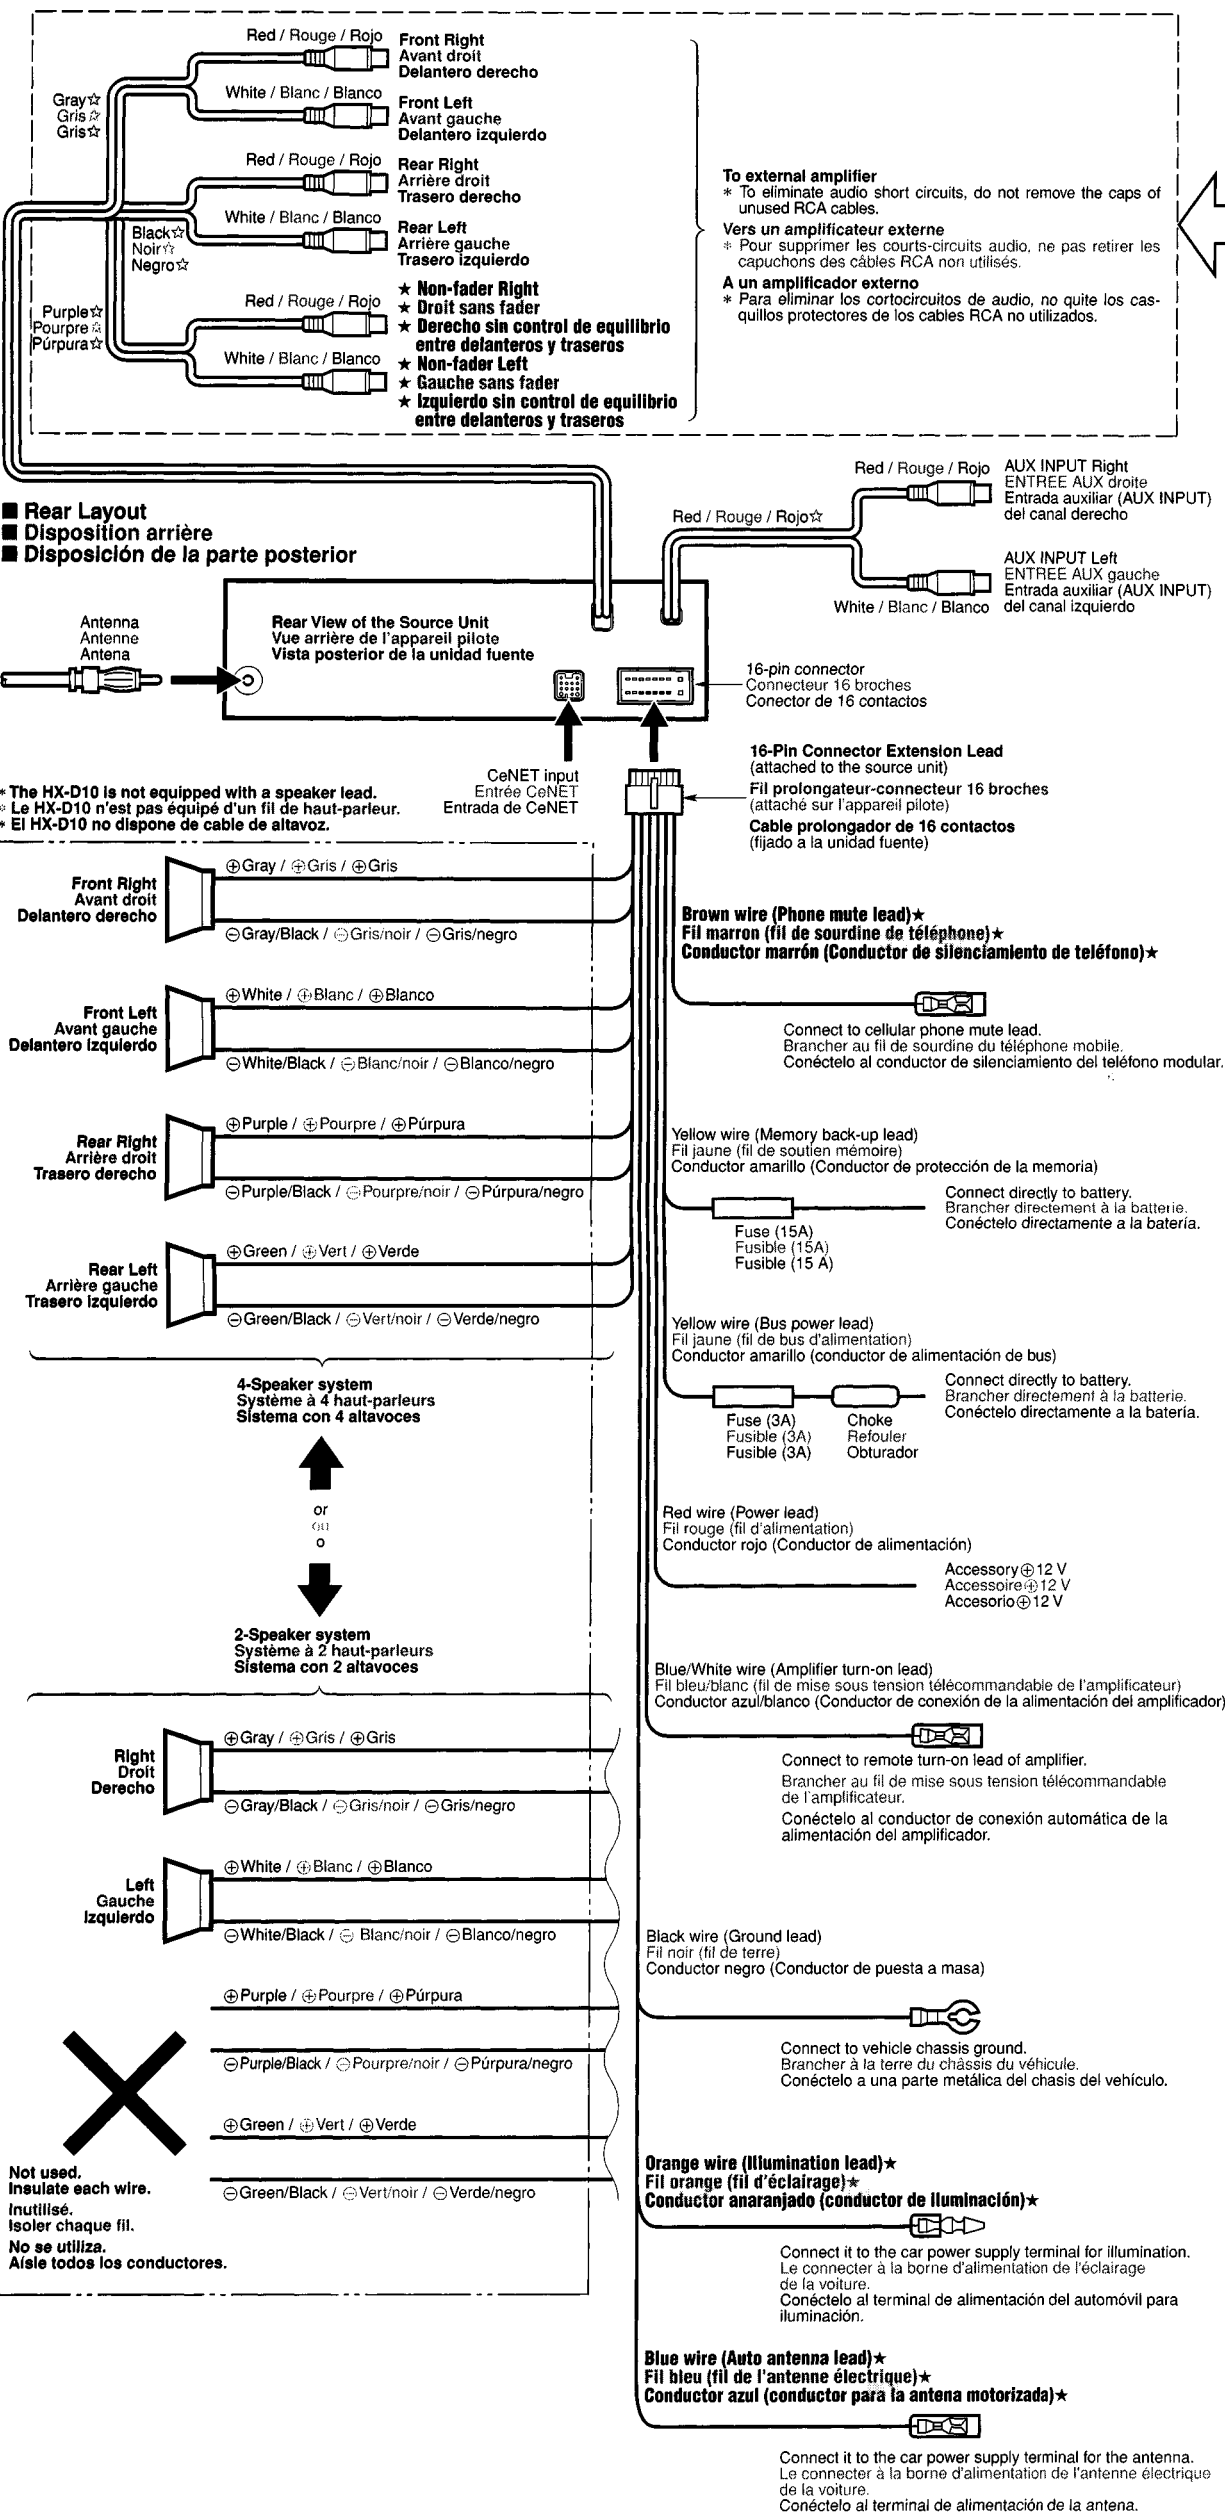 Red / Rouge / Rojo
Front Right
Avant droit
Delantero derecho
White / Blanc / Blanco
Front Left
Avant gauche
Delantero izquierdo
Gray☆
Gris☆
Gris☆
Red / Rouge / Rojo
Rear Right
Arrière droit
Trasero derecho
White / Blanc / Blanco
Rear Left
Arrière gauche
Trasero izquierdo
Black☆
Noir☆
Negro☆
Purple☆
Pourpre☆
Púrpura☆
Red / Rouge / Rojo
★ Non-fader Right
★ Droit sans fader
★ Derecho sin control de equilibrio
entre delanteros y traseros
White / Blanc / Blanco
★ Non-fader Left
★ Gauche sans fader
★ Izquierdo sin control de equilibrio
entre delanteros y traseros
To external amplifier
* To eliminate audio short circuits, do not remove the caps of
unused RCA cables.
Vers un amplificateur externe
* Pour supprimer les courts-circuits audio, ne pas retirer les
capuchons des câbles RCA non utilisés.
A un amplificador externo
* Para eliminar los cortocircuitos de audio, no quite los cas-
quillos protectores de los cables RCA no utilizados.
■ Rear Layout
■ Disposition arrière
■ Disposición de la parte posterior
Red / Rouge / Rojo☆
Red / Rouge / Rojo
AUX INPUT Right
ENTREE AUX droite
Entrada auxiliar (AUX INPUT)
del canal derecho
AUX INPUT Left
ENTREE AUX gauche
Entrada auxiliar (AUX INPUT)
del canal izquierdo
White / Blanc / Blanco
Antenna
Antenne
Antena
Rear View of the Source Unit
Vue arrière de l'appareil pilote
Vista posterior de la unidad fuente
16-pin connector
Connecteur 16 broches
Conector de 16 contactos
CeNET input
Entrée CeNET
Entrada de CeNET
16-Pin Connector Extension Lead
(attached to the source unit)
Fil prolongateur-connecteur 16 broches
(attaché sur l'appareil pilote)
Cable prolongador de 16 contactos
(fijado a la unidad fuente)
* The HX-D10 is not equipped with a speaker lead.
* Le HX-D10 n'est pas équipé d'un fil de haut-parleur.
* El HX-D10 no dispone de cable de altavoz.
Front Right
Avant droit
Delantero derecho
⊕Gray / ⊕Gris / ⊕Gris
⊖Gray/Black / ⊖Gris/noir / ⊖Gris/negro
Front Left
Avant gauche
Delantero izquierdo
⊕White / ⊕Blanc / ⊕Blanco
⊖White/Black / ⊖Blanc/noir / ⊖Blanco/negro
Rear Right
Arrière droit
Trasero derecho
⊕Purple / ⊕Pourpre / ⊕Púrpura
⊖Purple/Black / ⊖Pourpre/noir / ⊖Púrpura/negro
Rear Left
Arrière gauche
Trasero izquierdo
⊕Green / ⊕Vert / ⊕Verde
⊖Green/Black / ⊖Vert/noir / ⊖Verde/negro
4-Speaker system
Système à 4 haut-parleurs
Sistema con 4 altavoces
or
ou
o
2-Speaker system
Système à 2 haut-parleurs
Sistema con 2 altavoces
Right
Droit
Derecho
⊕Gray / ⊕Gris / ⊕Gris
⊖Gray/Black / ⊖Gris/noir / ⊖Gris/negro
Left
Gauche
Izquierdo
⊕White / ⊕Blanc / ⊕Blanco
⊖White/Black / ⊖ Blanc/noir / ⊖Blanco/negro
⊕Purple / ⊕Pourpre / ⊕Púrpura
⊖Purple/Black / ⊖Pourpre/noir / ⊖Púrpura/negro
⊕Green / ⊕Vert / ⊕Verde
⊖Green/Black / ⊖Vert/noir / ⊖Verde/negro
Not used.
Insulate each wire.
Inutilisé.
Isoler chaque fil.
No se utiliza.
Aísle todos los conductores.
Brown wire (Phone mute lead)★
Fil marron (fil de sourdine de téléphone)★
Conductor marrón (Conductor de silenciamiento de teléfono)★
Connect to cellular phone mute lead.
Brancher au fil de sourdine du téléphone mobile.
Conéctelo al conductor de silenciamiento del teléfono modular.
Yellow wire (Memory back-up lead)
Fil jaune (fil de soutien mémoire)
Conductor amarillo (Conductor de protección de la memoria)
Connect directly to battery.
Brancher directement à la batterie.
Conéctelo directamente a la batería.
Fuse (15A)
Fusible (15A)
Fusible (15 A)
Yellow wire (Bus power lead)
Fil jaune (fil de bus d'alimentation)
Conductor amarillo (conductor de alimentación de bus)
Connect directly to battery.
Brancher directement à la batterie.
Conéctelo directamente a la batería.
Fuse (3A)
Fusible (3A)
Fusible (3A)
Choke
Refouler
Obturador
Red wire (Power lead)
Fil rouge (fil d'alimentation)
Conductor rojo (Conductor de alimentación)
Accessory⊕12 V
Accessoire⊕12 V
Accesorio⊕12 V
Blue/White wire (Amplifier turn-on lead)
Fil bleu/blanc (fil de mise sous tension télécommandable de l'amplificateur)
Conductor azul/blanco (Conductor de conexión de la alimentación del amplificador)
Connect to remote turn-on lead of amplifier.
Brancher au fil de mise sous tension télécommandable
de l'amplificateur.
Conéctelo al conductor de conexión automática de la
alimentación del amplificador.
Black wire (Ground lead)
Fil noir (fil de terre)
Conductor negro (Conductor de puesta a masa)
Connect to vehicle chassis ground.
Brancher à la terre du châssis du véhicule.
Conéctelo a una parte metálica del chasis del vehículo.
Orange wire (Illumination lead)★
Fil orange (fil d'éclairage)★
Conductor anaranjado (conductor de iluminación)★
Connect it to the car power supply terminal for illumination.
Le connecter à la borne d'alimentation de l'éclairage
de la voiture.
Conéctelo al terminal de alimentación del automóvil para
iluminación.
Blue wire (Auto antenna lead)★
Fil bleu (fil de l'antenne électrique)★
Conductor azul (conductor para la antena motorizada)★
Connect it to the car power supply terminal for the antenna.
Le connecter à la borne d'alimentation de l'antenne électrique
de la voiture.
Conéctelo al terminal de alimentación de la antena.